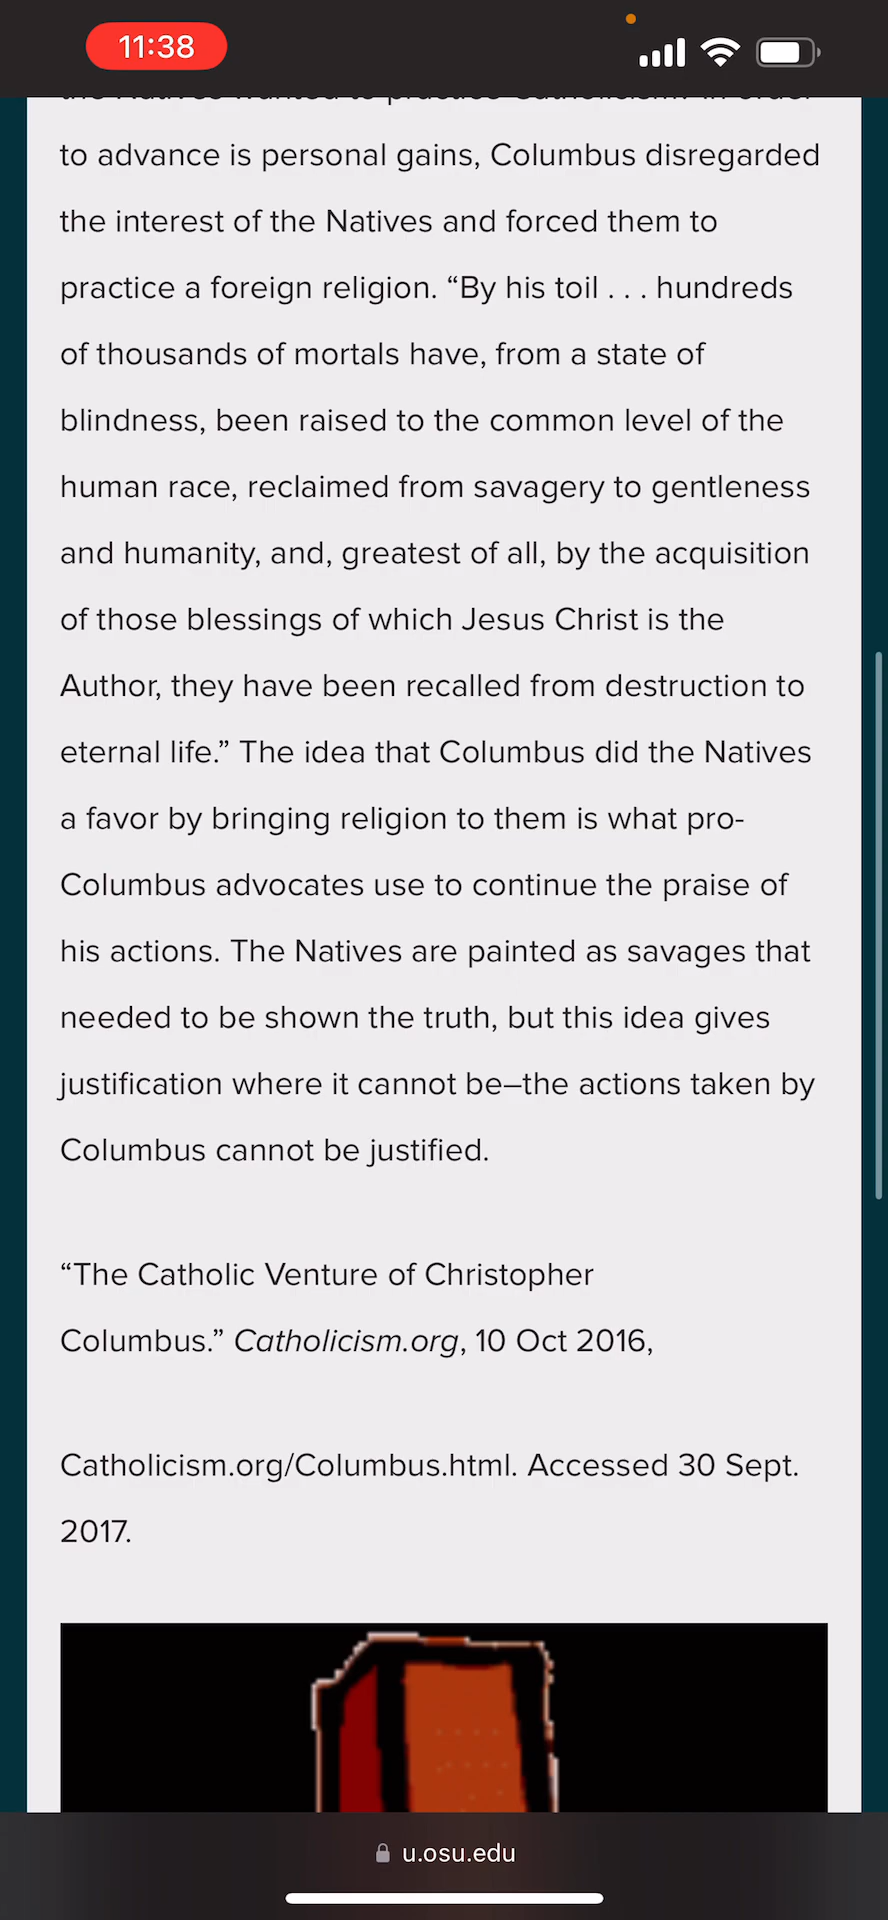 11:38
to advance is personal gains, Columbus disregarded
the interest of the Natives and forced them to
practice a foreign religion. “By his toil . . . hundreds
of thousands of mortals have, from a state of
blindness, been raised to the common level of the
human race, reclaimed from savagery to gentleness
and humanity, and, greatest of all, by the acquisition
of those blessings of which Jesus Christ is the
Author, they have been recalled from destruction to
eternal life.” The idea that Columbus did the Natives
a favor by bringing religion to them is what pro-
Columbus advocates use to continue the praise of
his actions. The Natives are painted as savages that
needed to be shown the truth, but this idea gives
justification where it cannot be–the actions taken by
Columbus cannot be justified.
“The Catholic Venture of Christopher
Columbus.” Catholicism.org, 10 Oct 2016,
Catholicism.org/Columbus.html. Accessed 30 Sept.
2017.
u.osu.edu